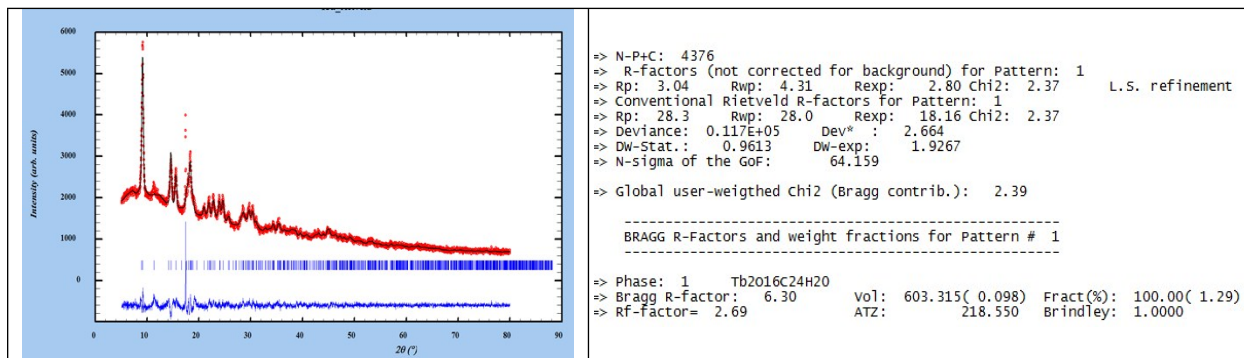 6000
5000
4000
3000
2000
1000
0
0 10 20 30 40 50 60 70 80 90
2θ (°)
Intensity (arb. units)
=> N-P+C: 4376
=> R-factors (not corrected for background) for Pattern: 1
=> Rp: 3.04 Rwp: 4.31 Rexp: 2.80 Chi2: 2.37 L.S. refinement
=> Conventional Rietveld R-factors for Pattern: 1
=> Rp: 28.3 Rwp: 28.0 Rexp: 18.16 Chi2: 2.37
=> Deviance: 0.117E+05 Dev* : 2.664
=> DW-Stat.: 0.9613 DW-exp: 1.9267
=> N-sigma of the GoF: 64.159
=> Global user-weigthed Chi2 (Bragg contrib.): 2.39
----------------------------------------------------------
BRAGG R-Factors and weight fractions for Pattern # 1
----------------------------------------------------------
=> Phase: 1 Tb2O16C24H20
=> Bragg R-factor: 6.30 Vol: 603.315( 0.098) Fract(%): 100.00( 1.29)
=> Rf-factor= 2.69 ATZ: 218.550 Brindley: 1.0000